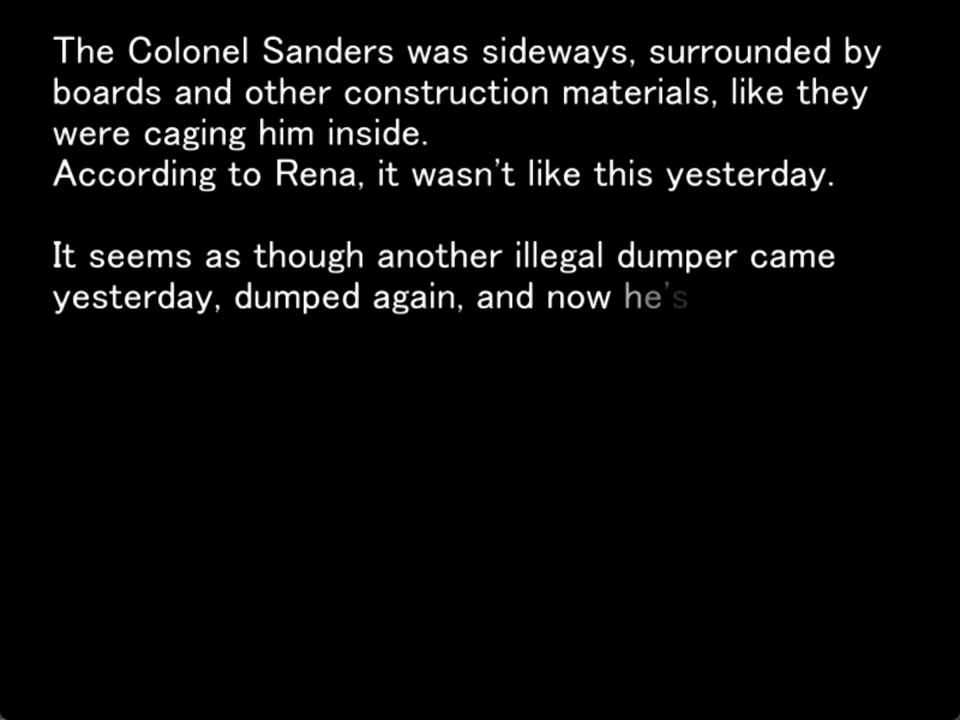 The Colonel Sanders was sideways, surrounded by
boards and other construction materials, like they
were caging him inside.
According to Rena, it wasn't like this yesterday.
It seems as though another illegal dumper came
yesterday, dumped again, and now he's